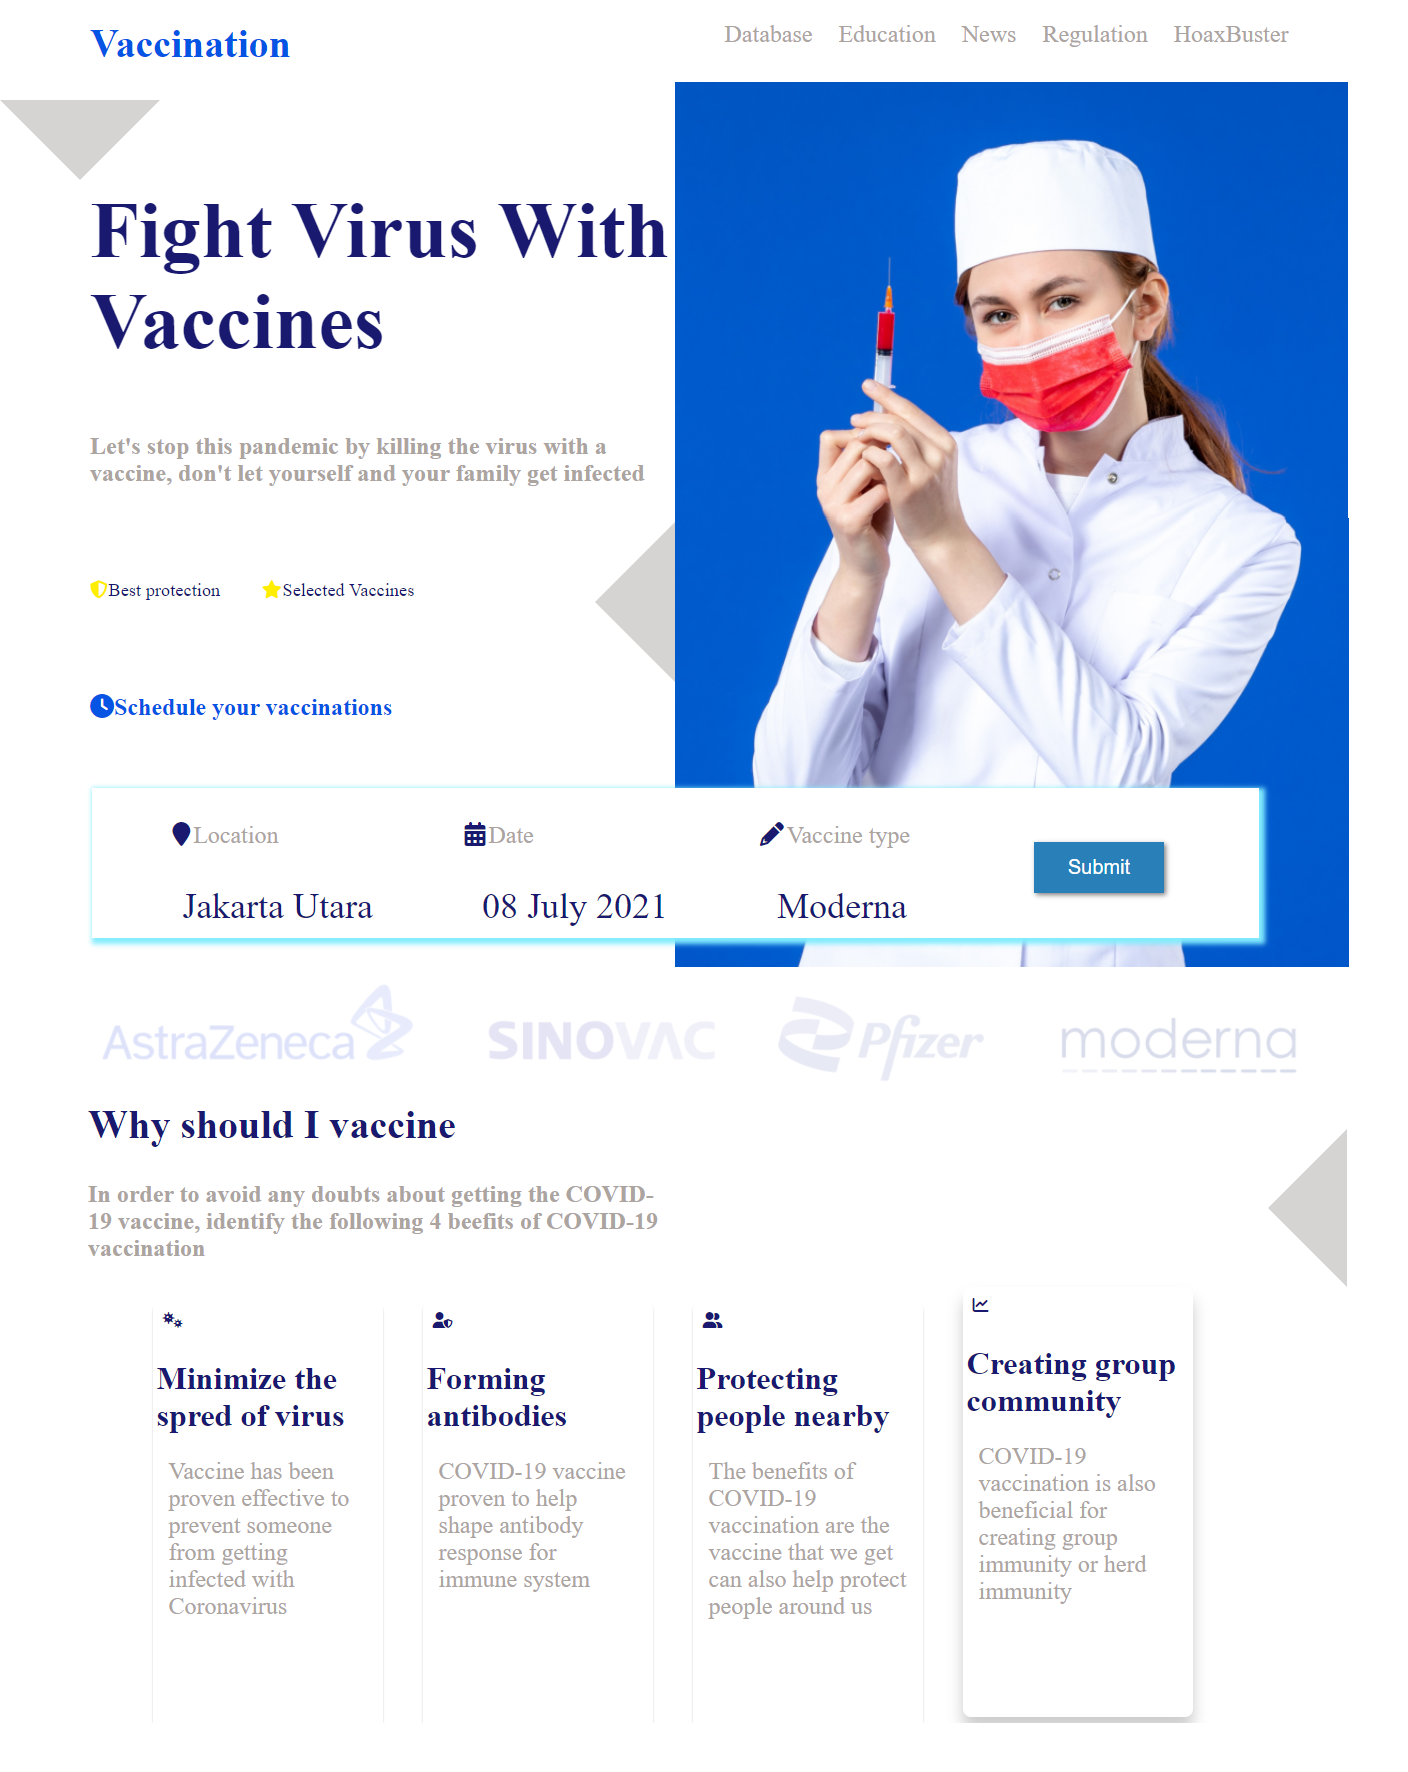 Vaccination
Database Education News Regulation HoaxBuster
Fight Virus With
Vaccines
Let's stop this pandemic by killing the virus with a
vaccine, don't let yourself and your family get infected
Best protection Selected Vaccines
Schedule your vaccinations
Location Date Vaccine type
Submit
Jakarta Utara 08 July 2021 Moderna
AstraZeneca SINOVAC Pfizer moderna
Why should I vaccine
In order to avoid any doubts about getting the COVID-
19 vaccine, identify the following 4 beefits of COVID-19
vaccination
Minimize the
spred of virus
Vaccine has been
proven effective to
prevent someone
from getting
infected with
Coronavirus
Forming
antibodies
COVID-19 vaccine
proven to help
shape antibody
response for
immune system
Protecting
people nearby
The benefits of
COVID-19
vaccination are the
vaccine that we get
can also help protect
people around us
Creating group
community
COVID-19
vaccination is also
beneficial for
creating group
immunity or herd
immunity